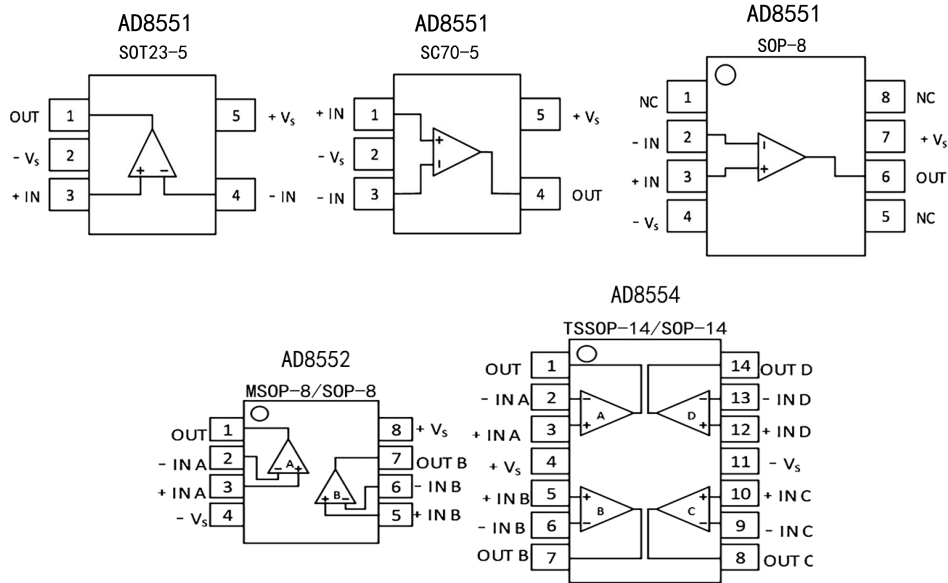 AD8551
SOT23-5
OUT 1
5 + Vs
- Vs 2
+ IN 3
4 - IN
+ -
AD8551
SC70-5
+ IN 1
5 + Vs
- Vs 2
- IN 3
4 OUT
+
-
AD8551
SOP-8
NC 1
8 NC
- IN 2
7 + Vs
+ IN 3
6 OUT
- Vs 4
5 NC
-
+
AD8552
MSOP-8/SOP-8
OUT 1
8 + Vs
- IN A 2
7 OUT B
+ IN A 3
6 - IN B
- Vs 4
5 + IN B
A
- +
B
+ -
AD8554
TSSOP-14/SOP-14
OUT 1
14 OUT D
- IN A 2
13 - IN D
+ IN A 3
12 + IN D
+ Vs 4
11 - Vs
+ IN B 5
10 + IN C
- IN B 6
9 - IN C
OUT B 7
8 OUT C
- A D -
+ +
+ B C +
- -